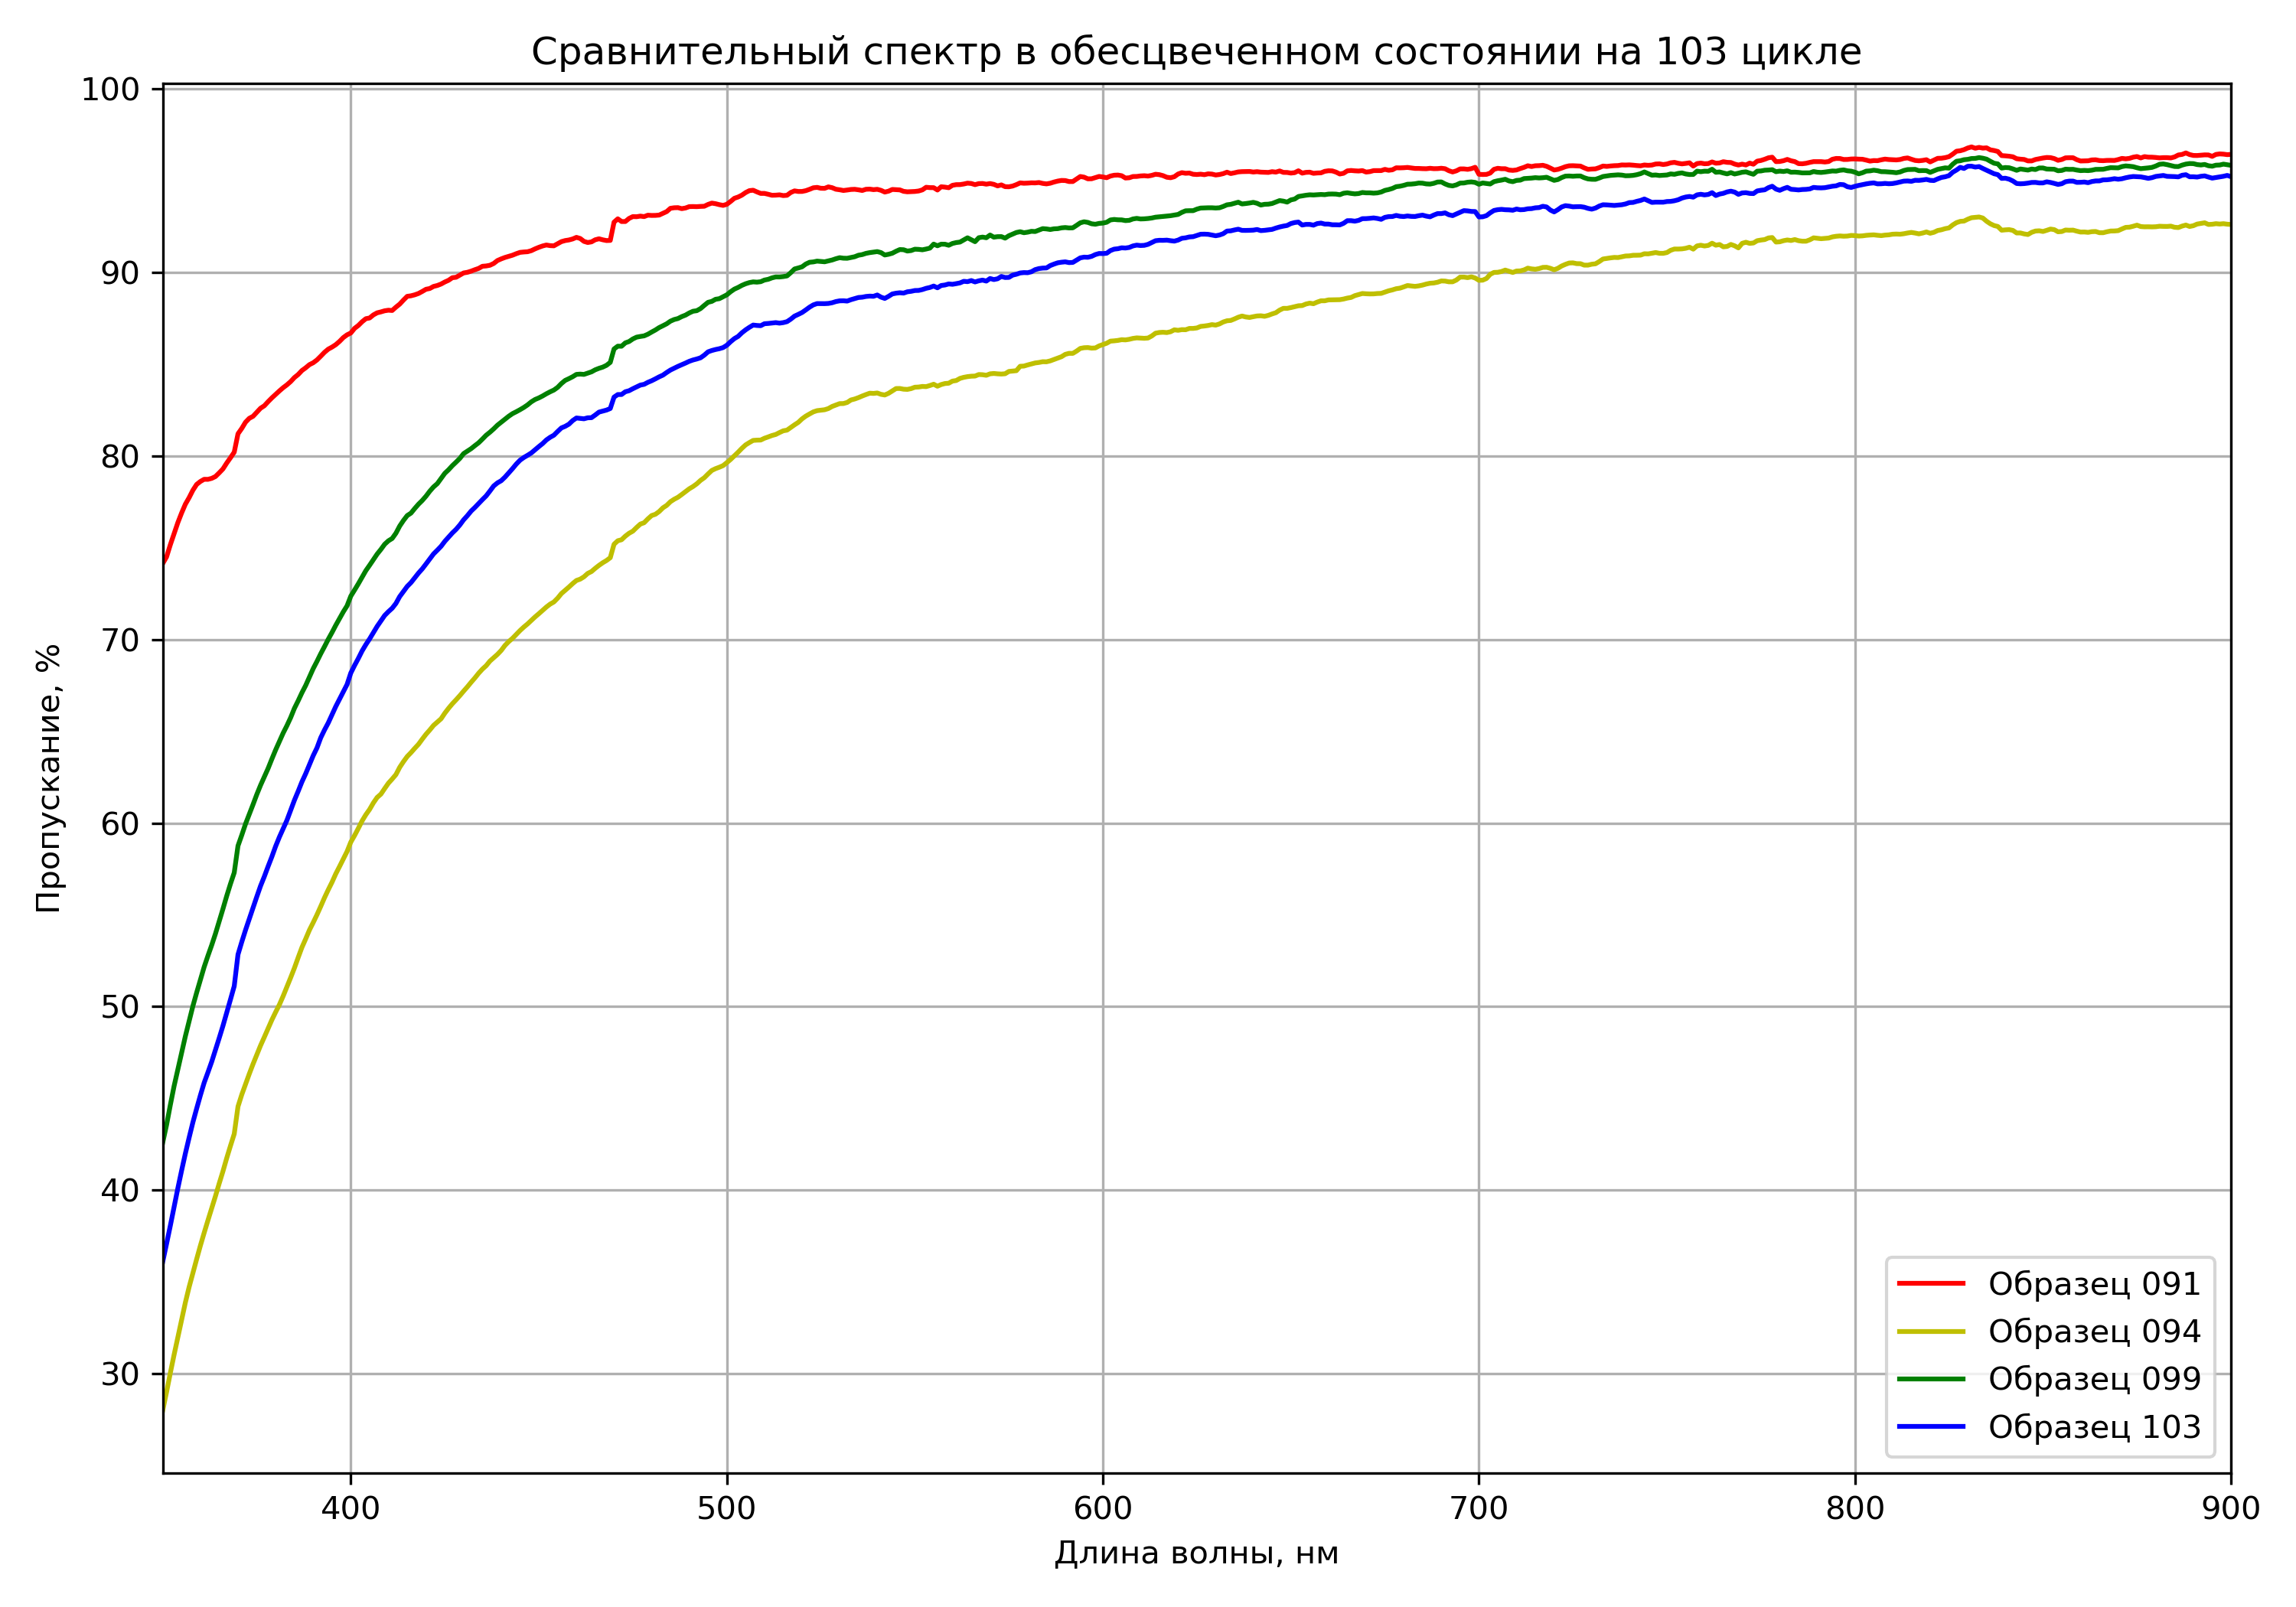 Сравнительный спектр в обесцвеченном состоянии на 103 цикле
100
90
80
70
60
50
40
30
Пропускание, %
400
500
600
700
800
900
Длина волны, нм
Образец 091
Образец 094
Образец 099
Образец 103